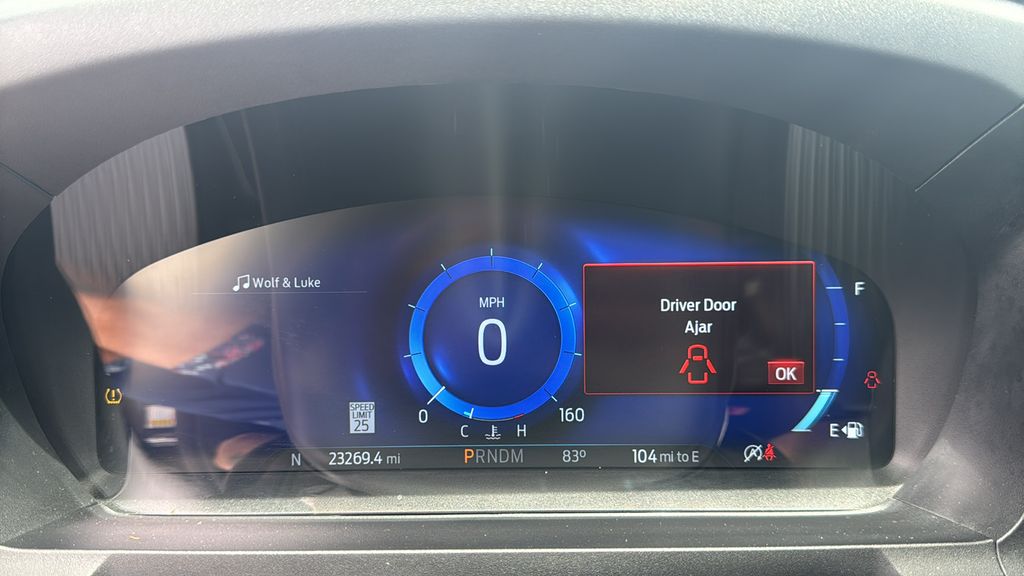 Wolf & Luke
MPH
0
Driver Door
Ajar
OK
F
SPEED
LIMIT
25
0
160
C
H
E
N
23269.4 mi
PRNDM
83º
104 mi to E